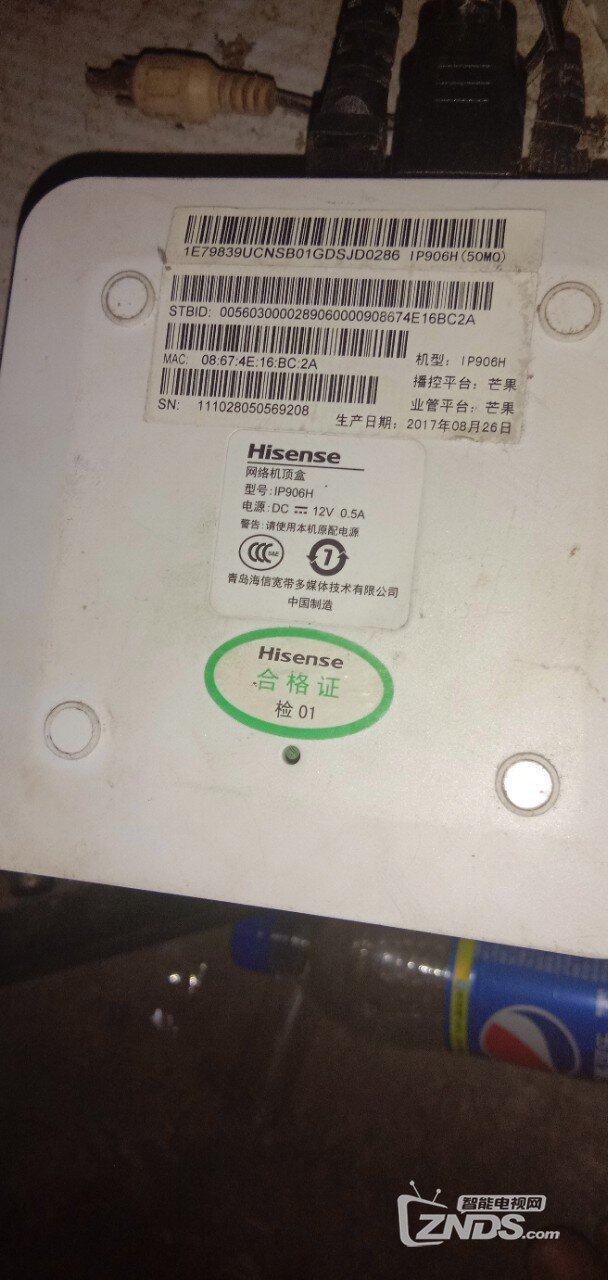 1E79839UCNSB01GDSJD0286 IP906H(50MQ)
STBID: 0056030000289060000908674E16BC2A
MAC: 08:67:4E:16:BC:2A 机型: IP906H
播控平台: 芒果
SN: 111028050569208 业管平台: 芒果
生产日期: 2017年08月26日
Hisense
网络机顶盒
型号:IP906H
电源:DC 12V 0.5A
警告:请使用本机原配电源
CCC S&E 7
青岛海信宽带多媒体技术有限公司
中国制造
Hisense
合格证
检 01
智能电视网
ZNDS.com